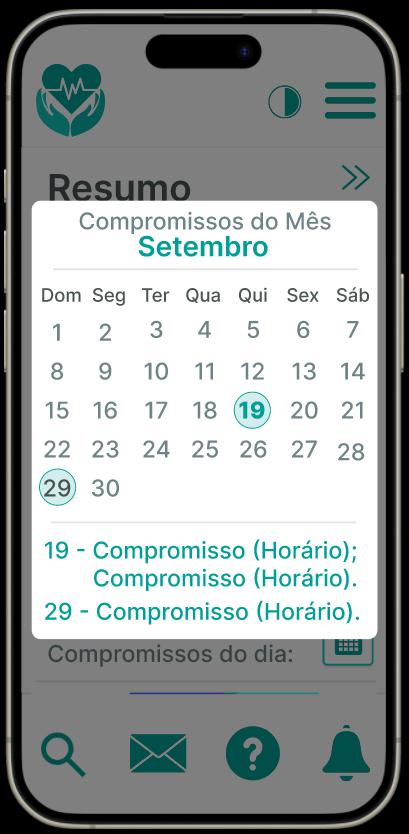 Resumo
Compromissos do Mês
Setembro
Dom Seg Ter Qua Qui Sex Sáb
1 2 3 4 5 6 7
8 9 10 11 12 13 14
15 16 17 18 19 20 21
22 23 24 25 26 27 28
29 30
19 - Compromisso (Horário);
Compromisso (Horário).
29 - Compromisso (Horário).
Compromissos do dia:
?